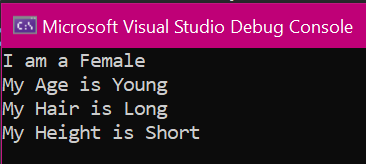 Microsoft Visual Studio Debug Console
I am a Female
My Age is Young
My Hair is Long
My Height is Short